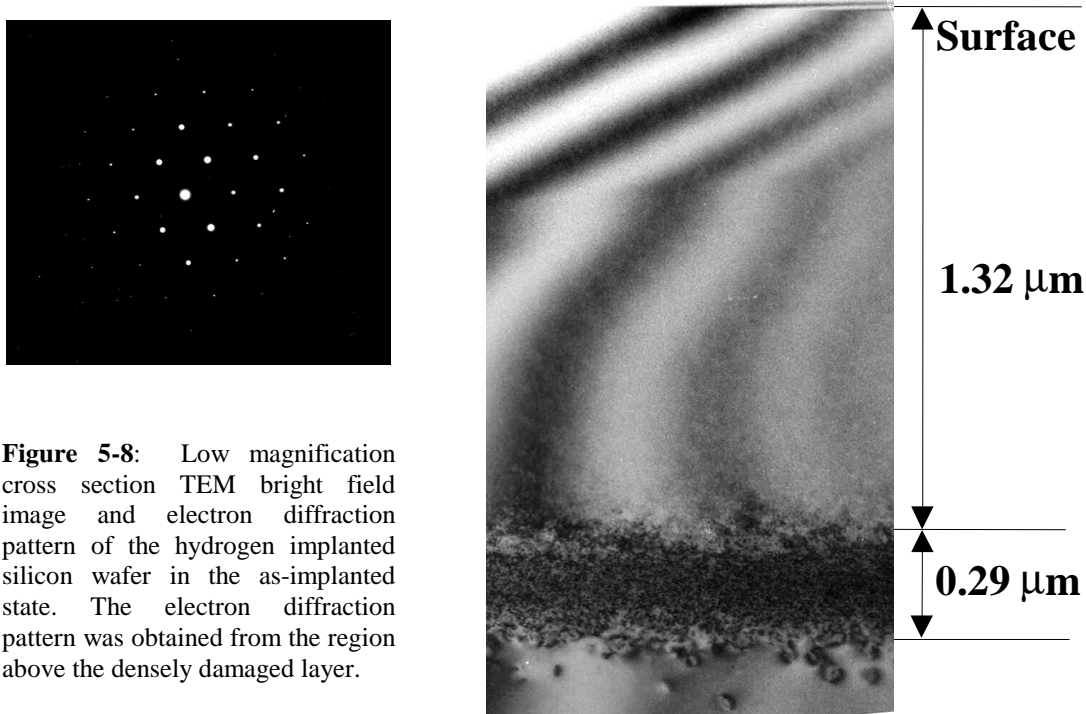 Surface
1.32 μm
0.29 μm
Figure 5-8: Low magnification
cross section TEM bright field
image and electron diffraction
pattern of the hydrogen implanted
silicon wafer in the as-implanted
state. The electron diffraction
pattern was obtained from the region
above the densely damaged layer.